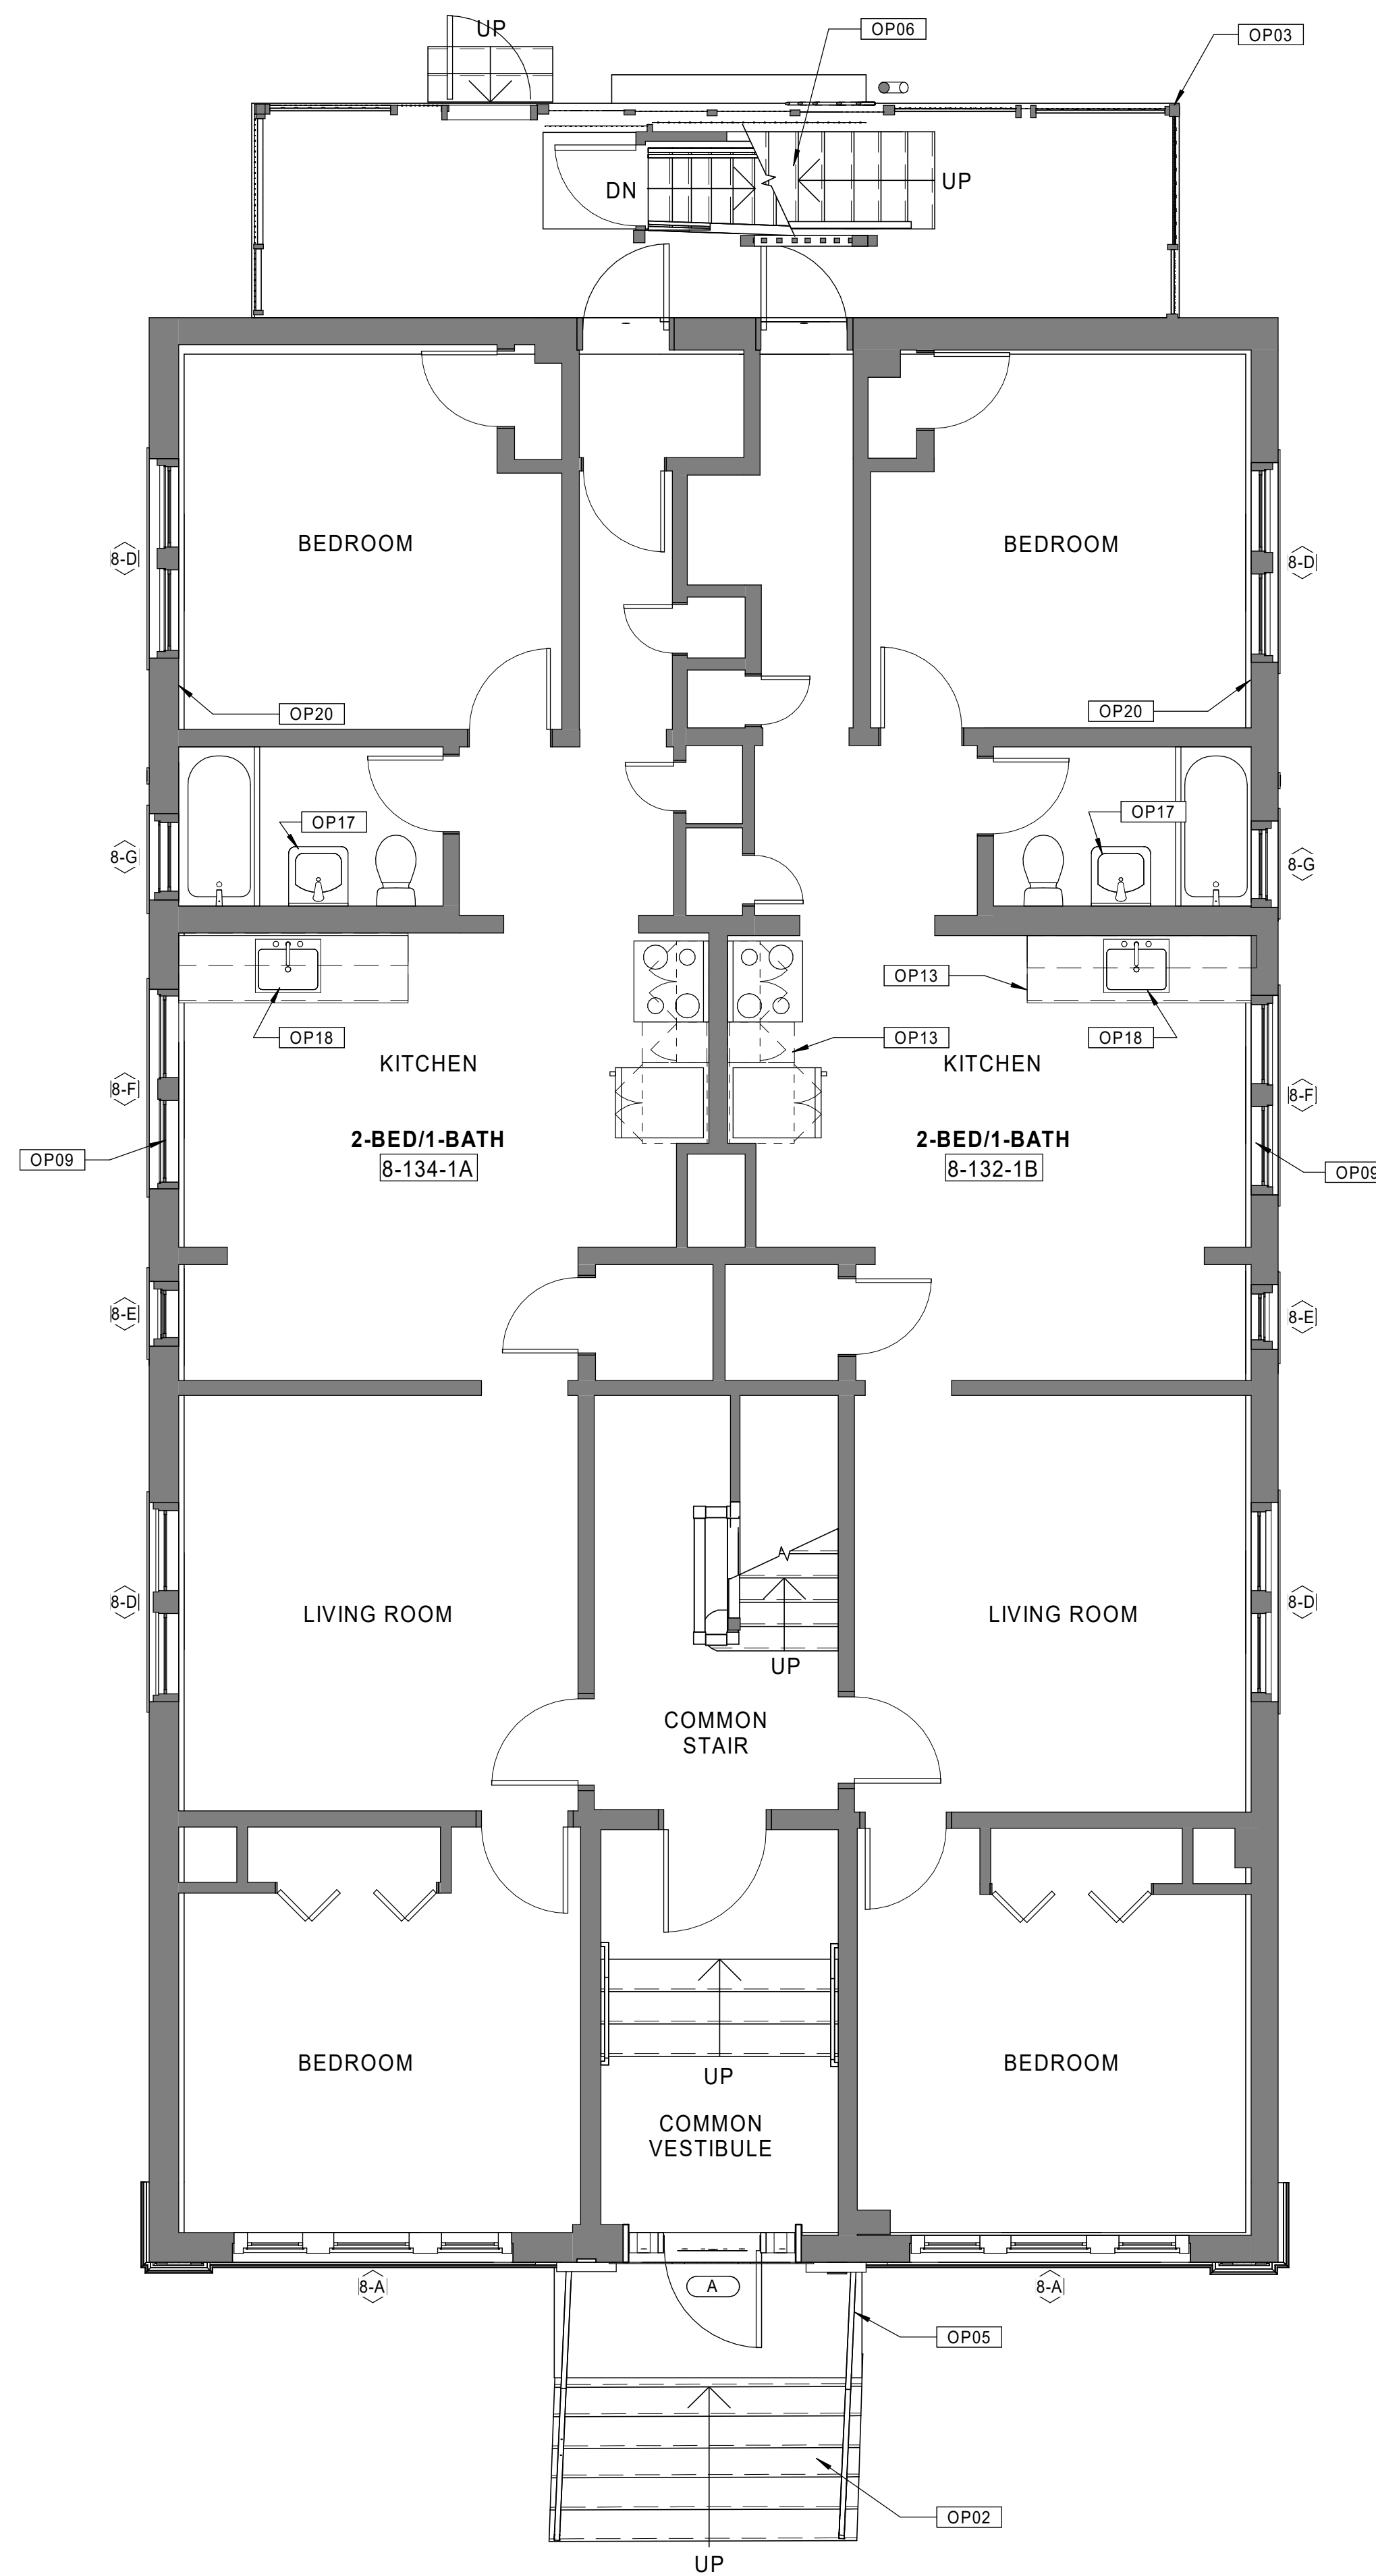 UP
OP06
OP03
DN
UP
BEDROOM
BEDROOM
8-D
8-D
OP20
OP20
OP17
OP17
8-G
8-G
OP13
OP18
OP13
OP18
KITCHEN
KITCHEN
8-F
8-F
2-BED/1-BATH
8-134-1A
2-BED/1-BATH
8-132-1B
OP09
OP09
8-E
8-E
8-D
8-D
LIVING ROOM
LIVING ROOM
UP
COMMON
STAIR
BEDROOM
BEDROOM
UP
COMMON
VESTIBULE
8-A
A
8-A
OP05
OP02
UP